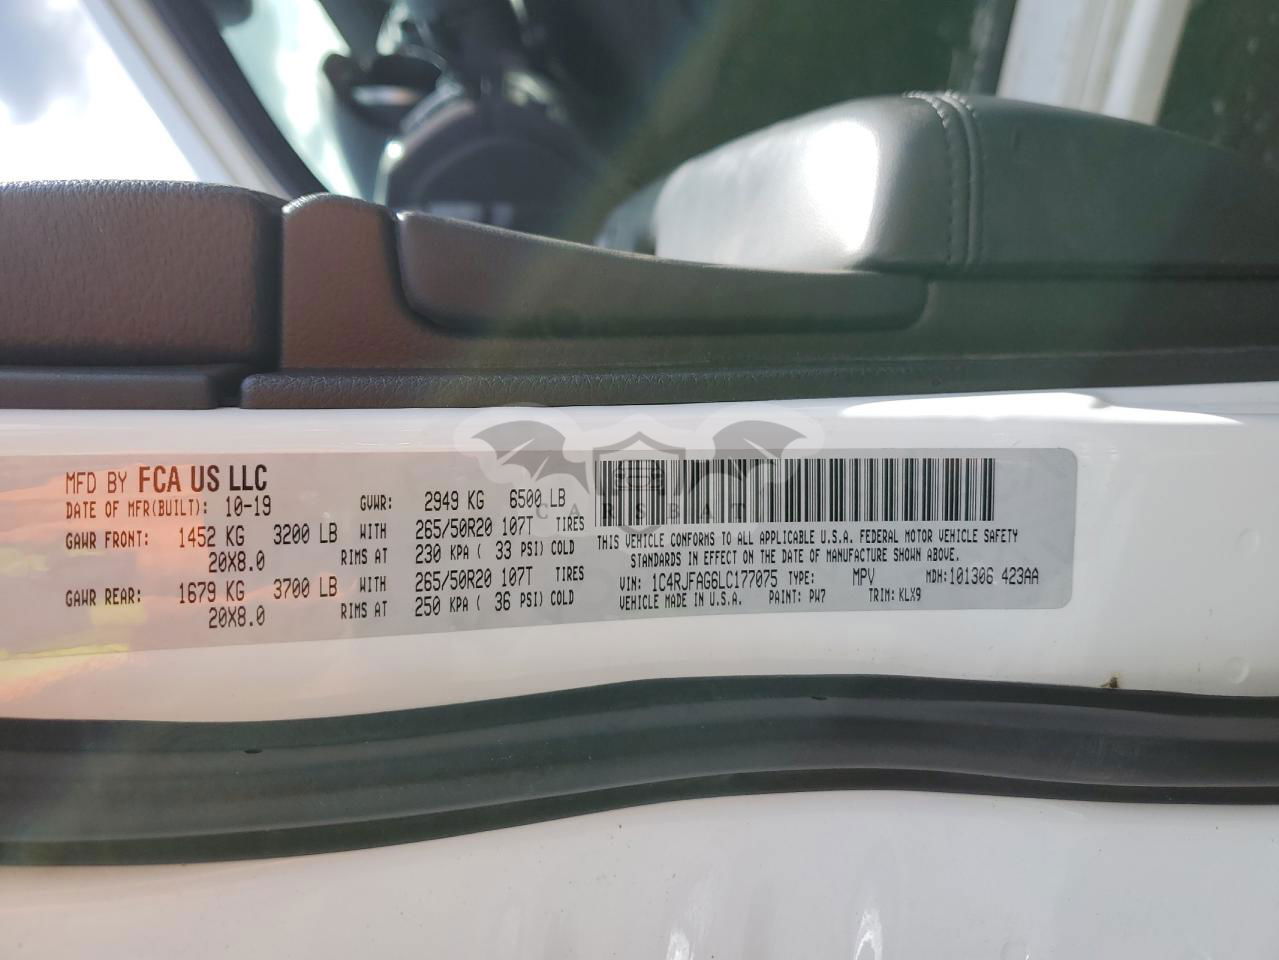 MFD BY FCA US LLC
DATE OF MFR(BUILT): 10-19 GVWR: 2949 KG 6500 LB
GAWR FRONT: 1452 KG 3200 LB WITH 265/50R20 107T TIRES
20X8.0 RIMS AT 230 KPA ( 33 PSI) COLD
GAWR REAR: 1679 KG 3700 LB WITH 265/50R20 107T TIRES
20X8.0 RIMS AT 250 KPA ( 36 PSI) COLD
CARSBAT
THIS VEHICLE CONFORMS TO ALL APPLICABLE U.S.A. FEDERAL MOTOR VEHICLE SAFETY
STANDARDS IN EFFECT ON THE DATE OF MANUFACTURE SHOWN ABOVE.
VIN: 1C4RJFAG6LC177075 TYPE: MPV MDH:101306 423AA
VEHICLE MADE IN U.S.A. PAINT: PW7 TRIM: KLX9